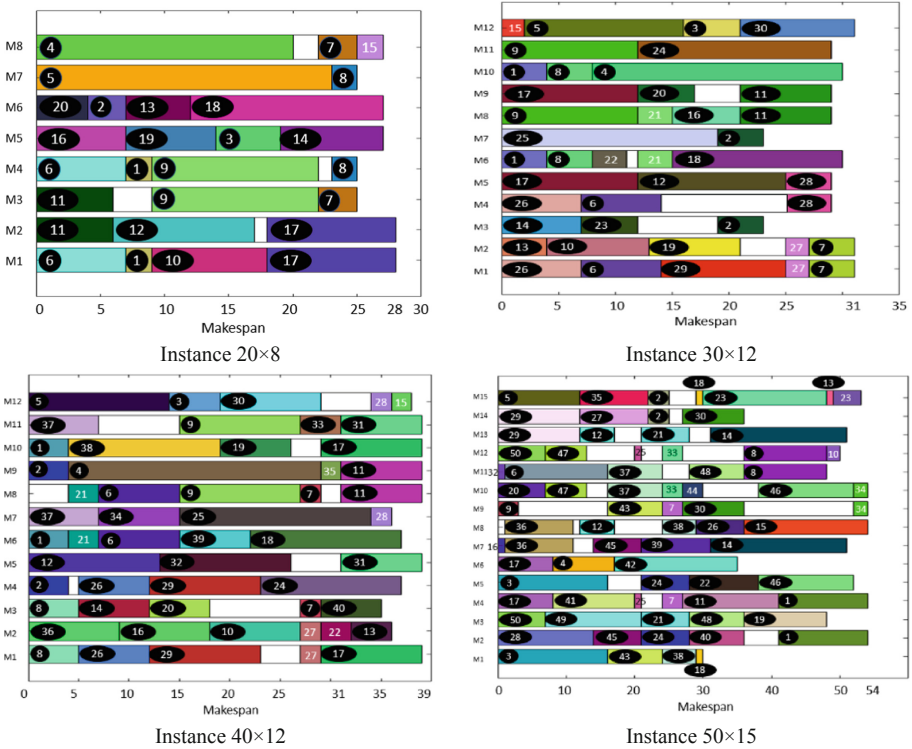 M8 4 7 15
M7 5 8
M6 20 2 13 18
M5 16 19 3 14
M4 6 1 9 8
M3 11 9 7
M2 11 12 17
M1 6 1 10 17
0 5 10 15 20 25 28 30
Makespan
Instance 20×8
M12 15 5 3 30
M11 9 24
M10 1 8 4
M9 17 20 11
M8 9 21 16 11
M7 25 2
M6 1 8 22 21 18
M5 17 12 28
M4 26 6 28
M3 14 23 2
M2 13 10 19 27 7
M1 26 6 29 27 7
0 5 10 15 20 25 31 35
Makespan
Instance 30×12
M12 5 3 30 28 15
M11 37 9 33 31
M10 1 38 19 17
M9 2 4 35 11
M8 21 6 9 7 11
M7 37 34 25 28
M6 1 21 6 39 18
M5 12 32 31
M4 2 26 29 24
M3 8 14 20 7 40
M2 36 16 10 27 22 13
M1 8 26 29 27 17
0 5 10 15 20 25 31 35 39
Makespan
Instance 40×12
18 13
M15 5 35 2 30 23
M14 29 27 2 30
M13 29 12 21 14
M12 50 47 25 33 8 10
M11 32 6 37 48 8
M10 20 47 37 33 44 38 34
M9 9 43 7 30 34
M8 36 12 38 26 15
M7 16 36 45 39 14
M6 17 4 42
M5 3 24 22 46
M4 17 41 25 7 11 1
M3 50 49 21 48 19
M2 28 45 24 40 1
M1 3 43 38
18
0 10 20 30 40 50 54
Makespan
Instance 50×15